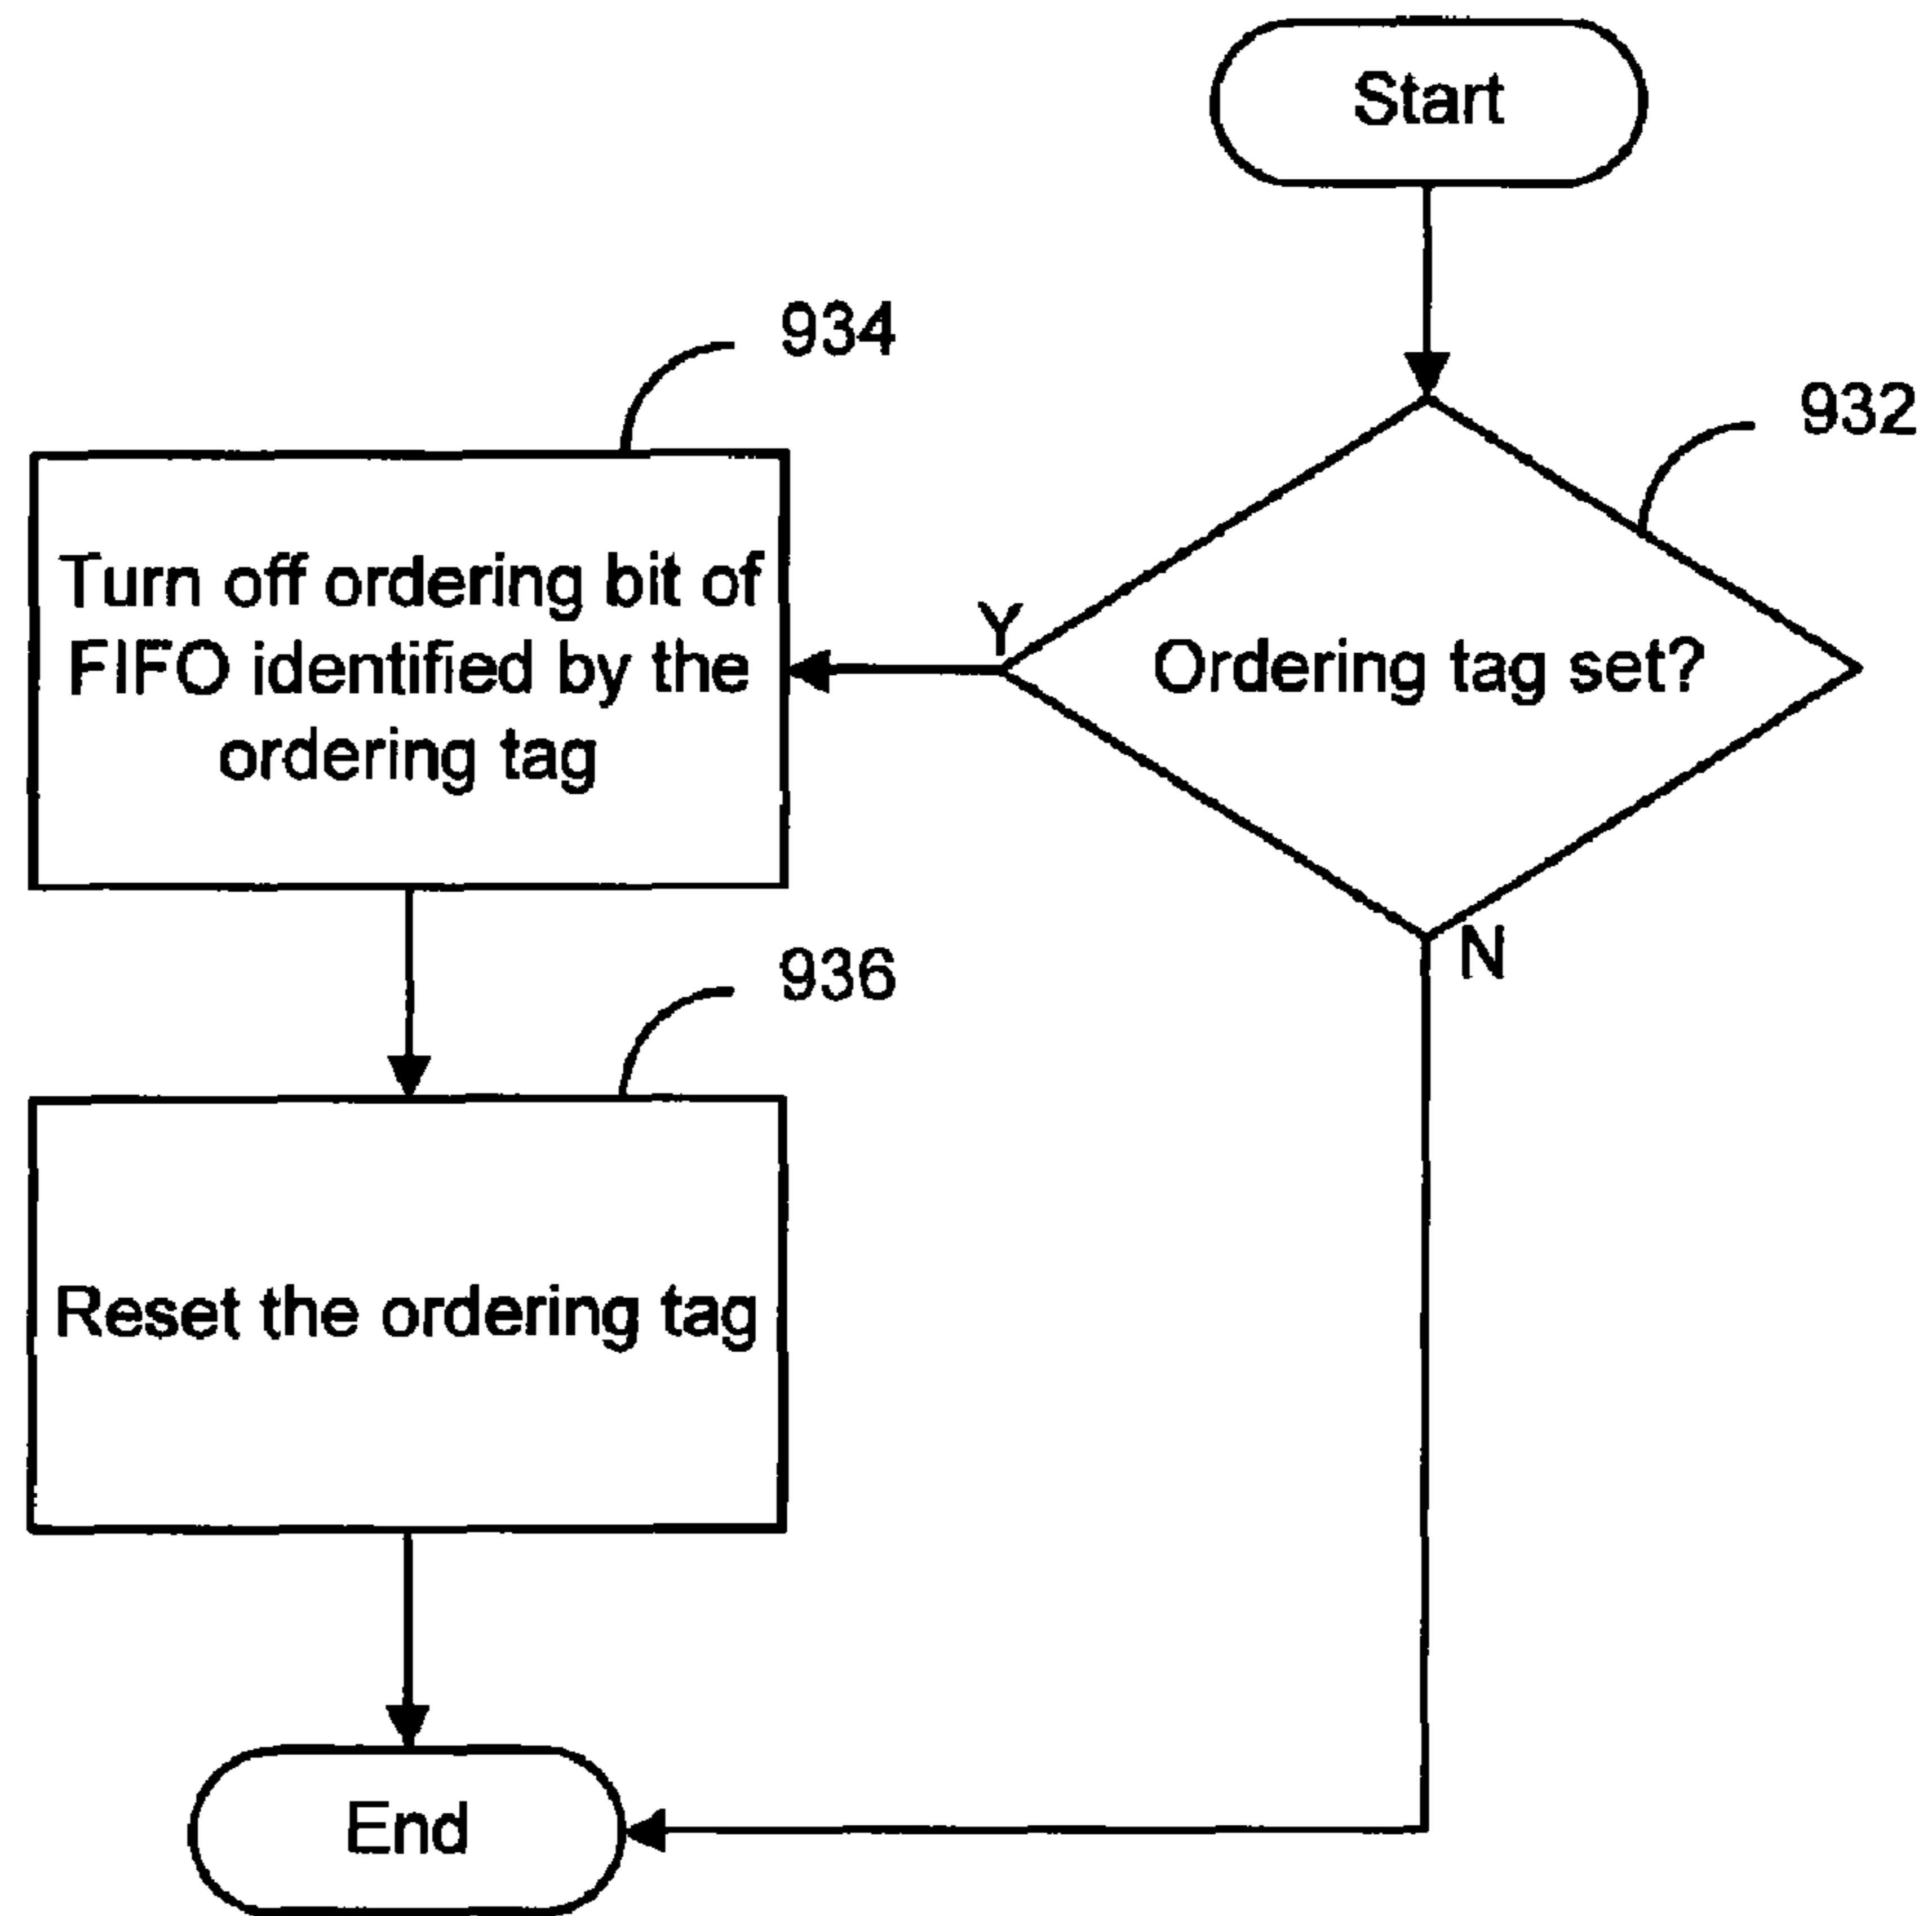 Start
932
Ordering tag set?
Y
N
934
Turn off ordering bit of
FIFO identified by the
ordering tag
936
Reset the ordering tag
End